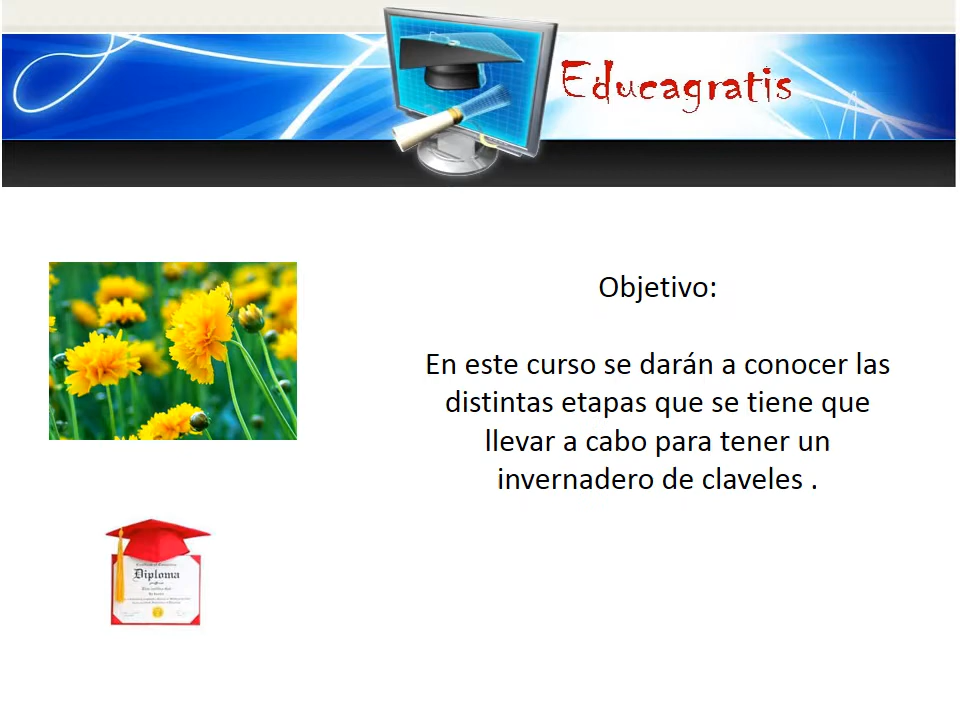 Educagratis
Objetivo:
En este curso se darán a conocer las
distintas etapas que se tiene que
llevar a cabo para tener un
invernadero de claveles .
Diploma